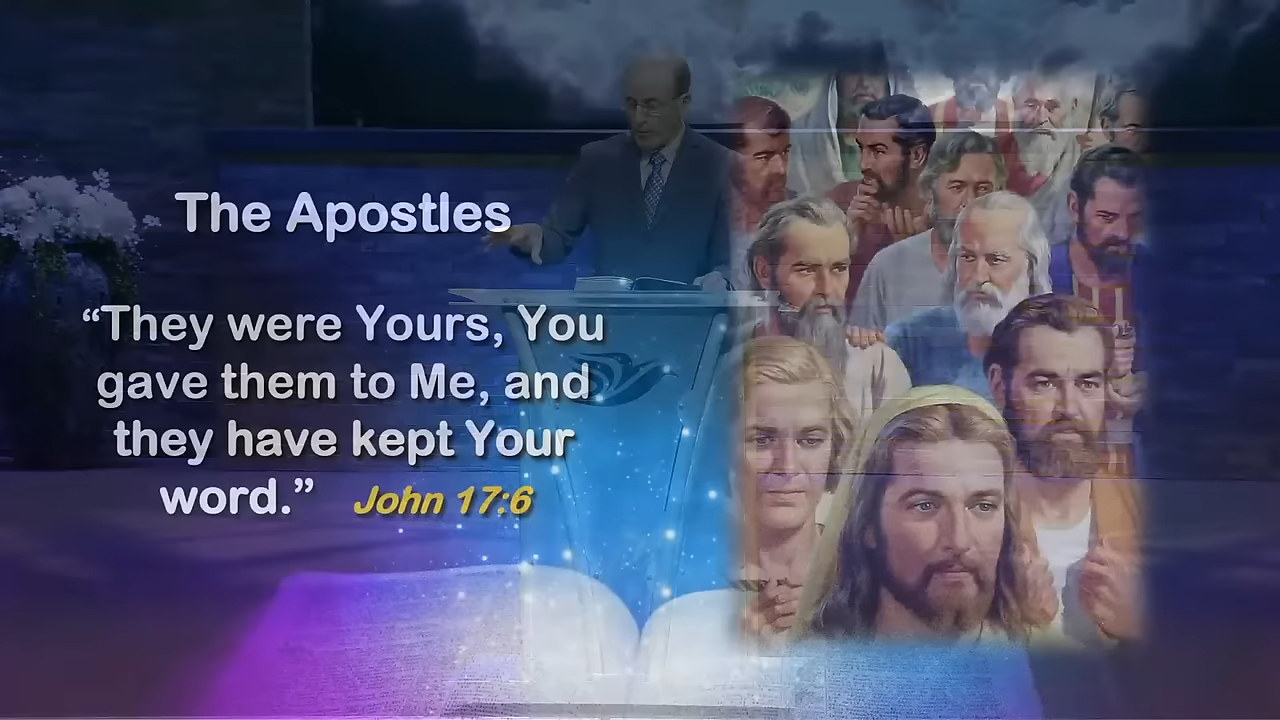 The Apostles
“They were Yours, You
gave them to Me, and
they have kept Your
word.” John 17:6